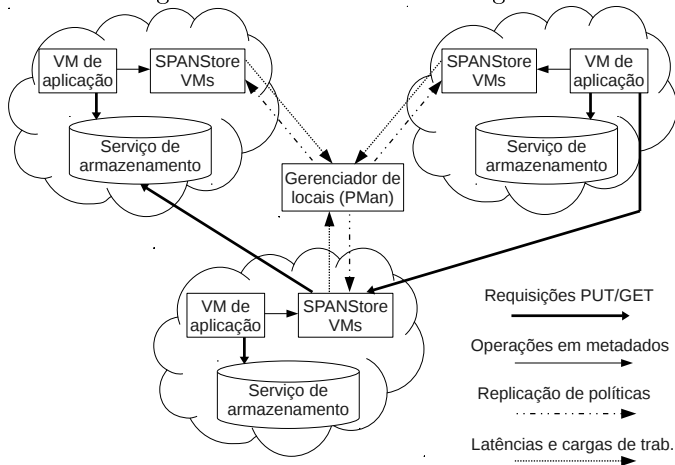 VM de
aplicação
SPANStore
VMs
Serviço de
armazenamento
SPANStore
VMs
VM de
aplicação
Serviço de
armazenamento
Gerenciador de
locais (PMan)
VM de
aplicação
SPANStore
VMs
Serviço de
armazenamento
Requisições PUT/GET
Operações em metadados
Replicação de políticas
Latências e cargas de trab.